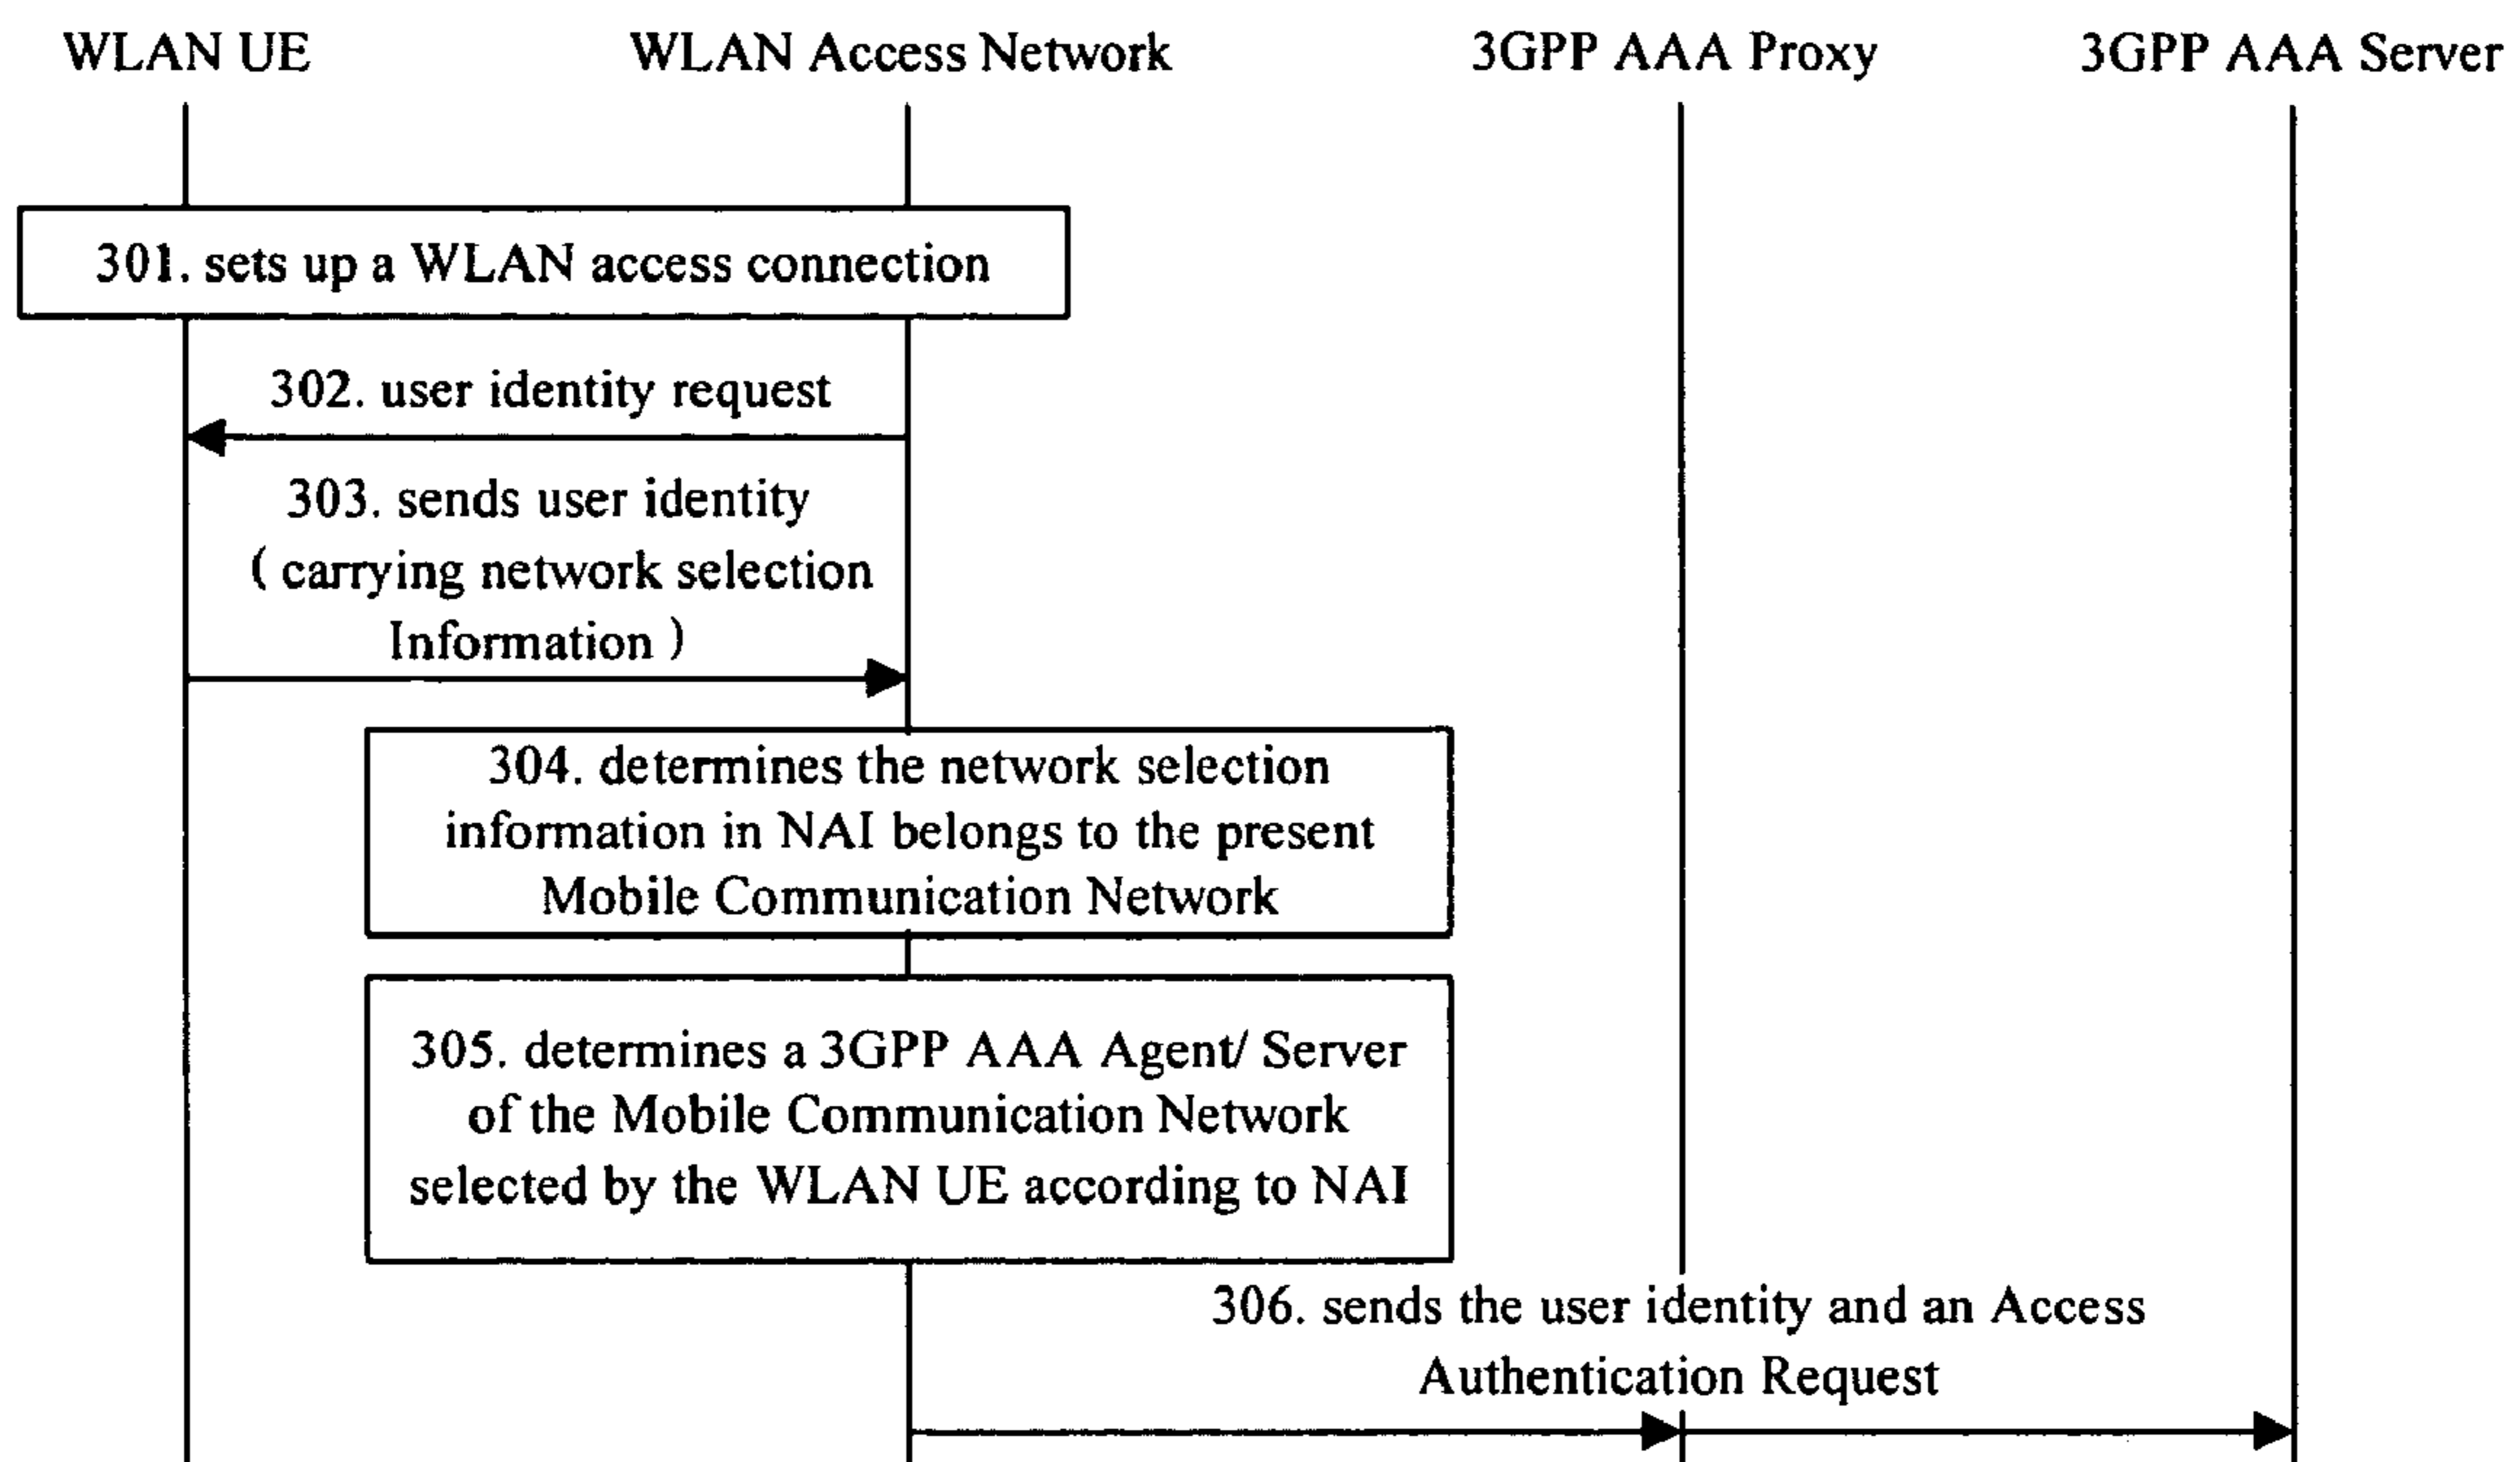 WLAN UE
WLAN Access Network
3GPP AAA Proxy
3GPP AAA Server
301. sets up a WLAN access connection
302. user identity request
303. sends user identity
( carrying network selection
Information )
304. determines the network selection
information in NAI belongs to the present
Mobile Communication Network
305. determines a 3GPP AAA Agent/ Server
of the Mobile Communication Network
selected by the WLAN UE according to NAI
306. sends the user identity and an Access
Authentication Request